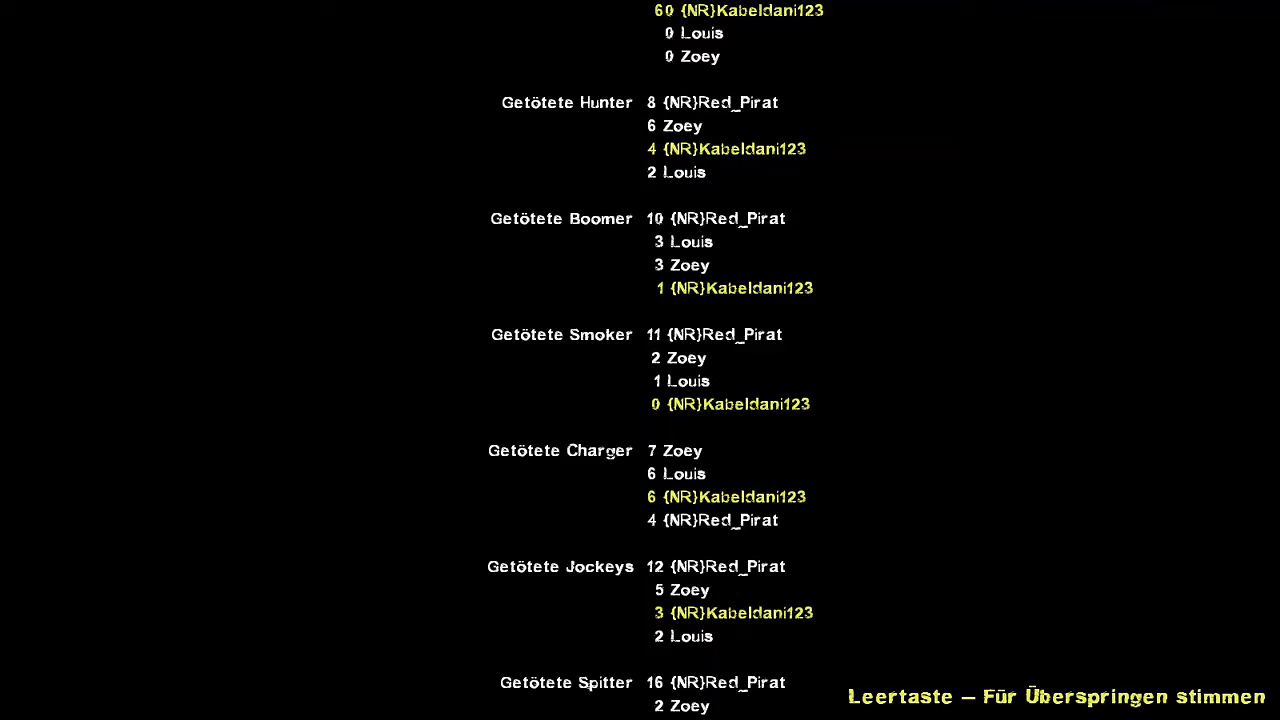 60 {NR}Kabeldani123
0 Louis
0 Zoey
Getötete Hunter 8 {NR}Red_Pirat
6 Zoey
4 {NR}Kabeldani123
2 Louis
Getötete Boomer 10 {NR}Red_Pirat
3 Louis
3 Zoey
1 {NR}Kabeldani123
Getötete Smoker 11 {NR}Red_Pirat
2 Zoey
1 Louis
0 {NR}Kabeldani123
Getötete Charger 7 Zoey
6 Louis
6 {NR}Kabeldani123
4 {NR}Red_Pirat
Getötete Jockeys 12 {NR}Red_Pirat
5 Zoey
3 {NR}Kabeldani123
2 Louis
Getötete Spitter 16 {NR}Red_Pirat
2 Zoey
Leertaste – Für Überspringen stimmen